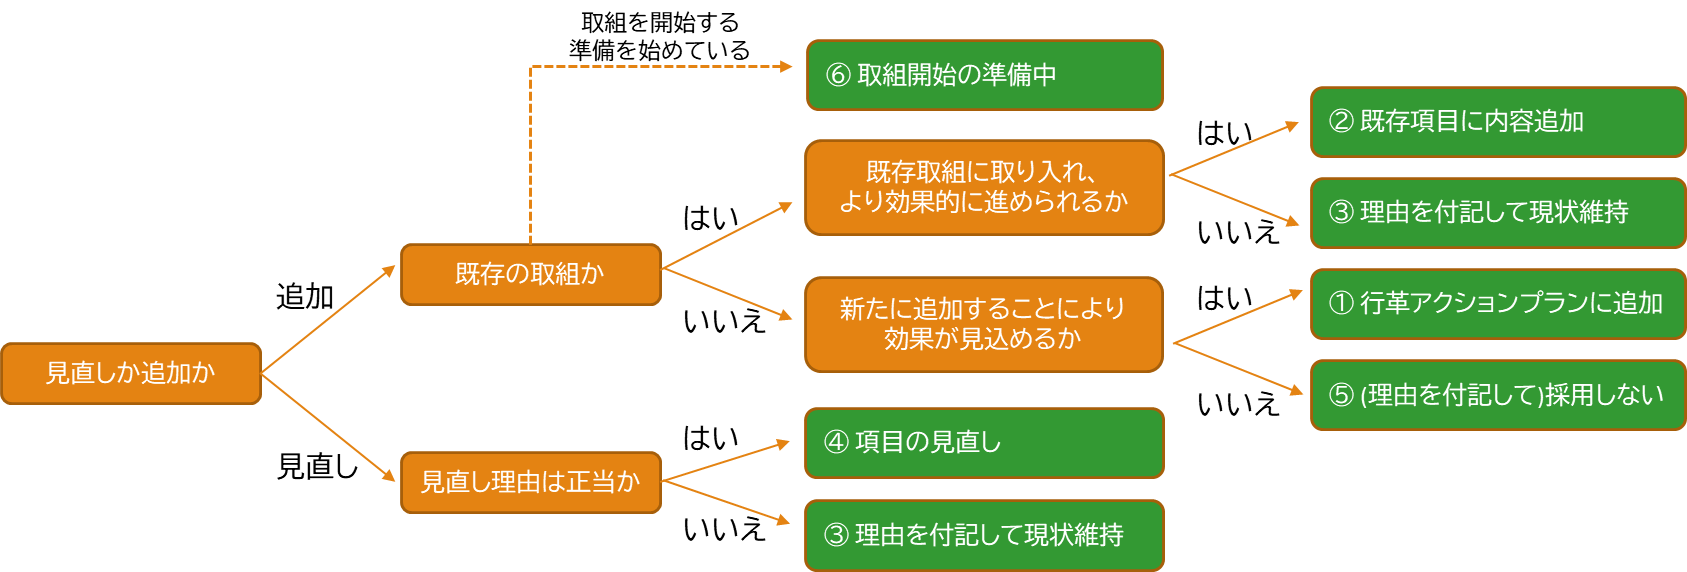 取組を開始する
準備を始めている
⑥ 取組開始の準備中
はい
② 既存項目に内容追加
既存取組に取り入れ、
より効果的に進められるか
はい
いいえ
③ 理由を付記して現状維持
既存の取組か
追加
いいえ
新たに追加することにより
効果が見込めるか
はい
① 行革アクションプランに追加
見直しか追加か
いいえ
⑤ (理由を付記して)採用しない
見直し
見直し理由は正当か
はい
④ 項目の見直し
いいえ
③ 理由を付記して現状維持